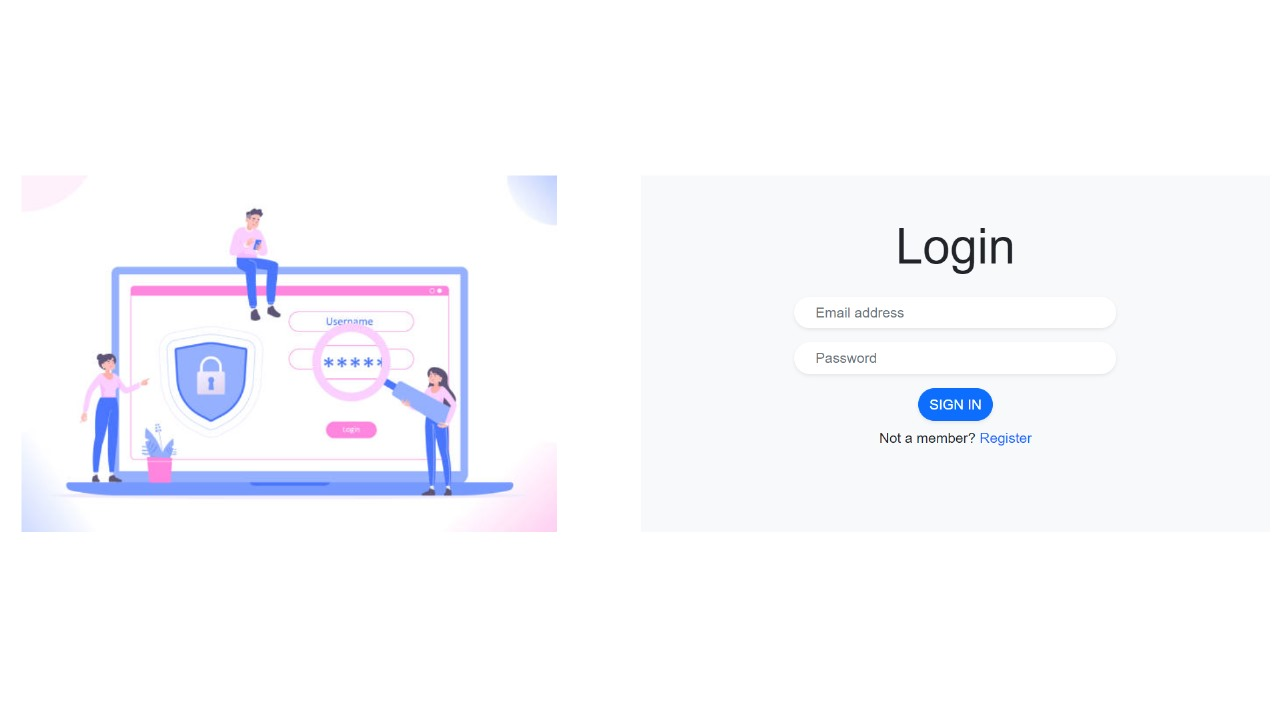 Username
*****
Login
Login
Email address
Password
SIGN IN
Not a member? Register